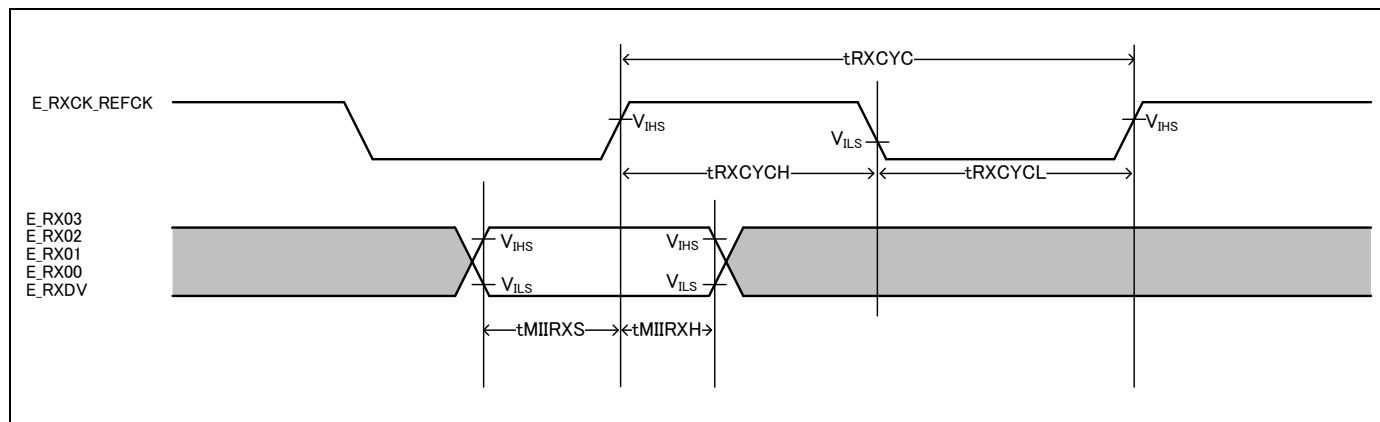 tRXCYC
E_RXCK_REFCK
VIHS
VILS
VIHS
tRXCYCH
tRXCYCL
E_RX03
E_RX02
E_RX01
E_RX00
E_RXDV
VIHS
VIHS
VILS
VILS
tMIIRXS
tMIIRXH